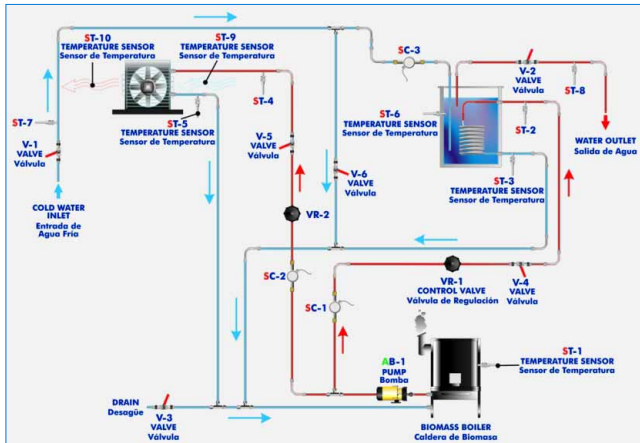 ST-10
TEMPERATURE SENSOR
Sensor de Temperatura
ST-9
TEMPERATURE SENSOR
Sensor de Temperatura
SC-3
V-2
VALVE
Válvula
ST-8
ST-4
ST-7
ST-5
TEMPERATURE SENSOR
Sensor de Temperatura
ST-6
TEMPERATURE SENSOR
Sensor de Temperatura
ST-2
WATER OUTLET
Salida de Agua
V-1
VALVE
Válvula
V-5
VALVE
Válvula
V-6
VALVE
Válvula
ST-3
TEMPERATURE SENSOR
Sensor de Temperatura
COLD WATER
INLET
Entrada de
Agua Fría
VR-2
SC-2
VR-1
CONTROL VALVE
Válvula de Regulación
V-4
VALVE
Válvula
SC-1
AB-1
PUMP
Bomba
ST-1
TEMPERATURE SENSOR
Sensor de Temperatura
DRAIN
Desagüe
V-3
VALVE
Válvula
BIOMASS BOILER
Caldera de Biomasa